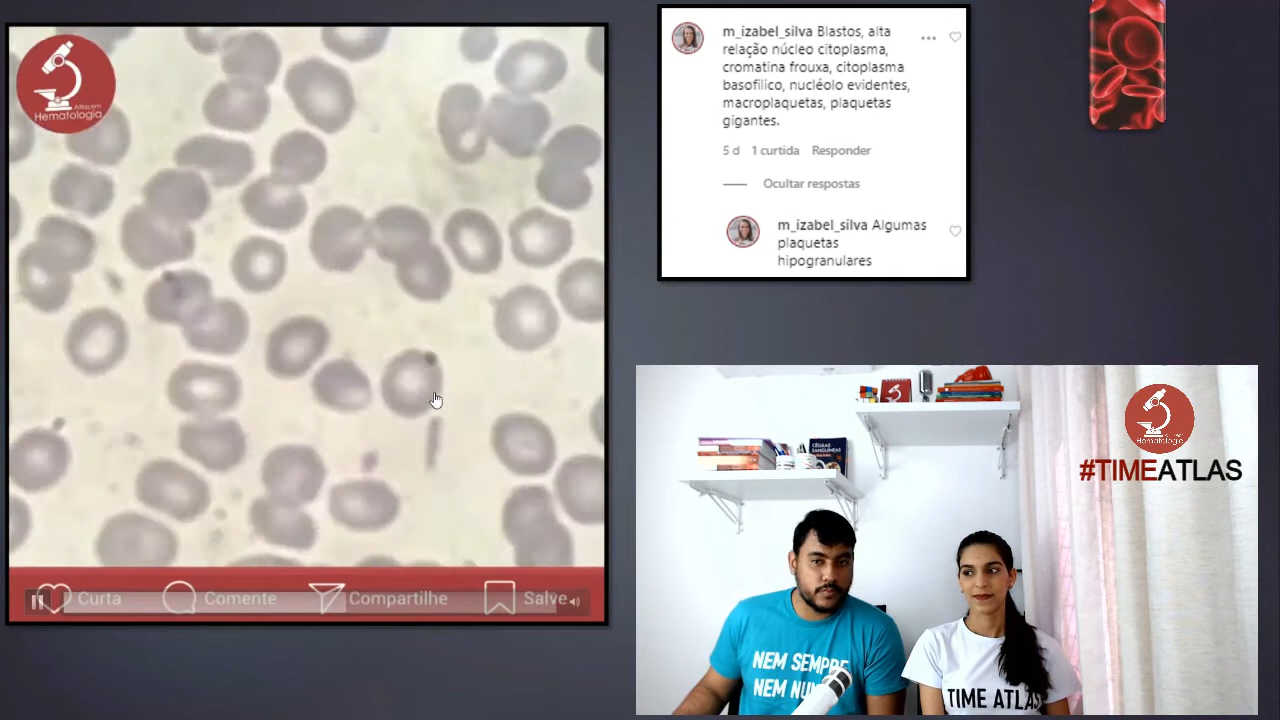 Atlas em
Hematologia
Curta
Comente
Compartilhe
Salve
m_izabel_silva Blastos, alta
relação núcleo citoplasma,
cromatina frouxa, citoplasma
basofilico, nucléolo evidentes,
macroplaquetas, plaquetas
gigantes.
5 d 1 curtida Responder
Ocultar respostas
m_izabel_silva Algumas
plaquetas
hipogranulares
Hematologia
#TIMEATLAS
CÉLULAS
SANGUÍNEAS
NEM SEMPRE
NEM
TIME ATLAS